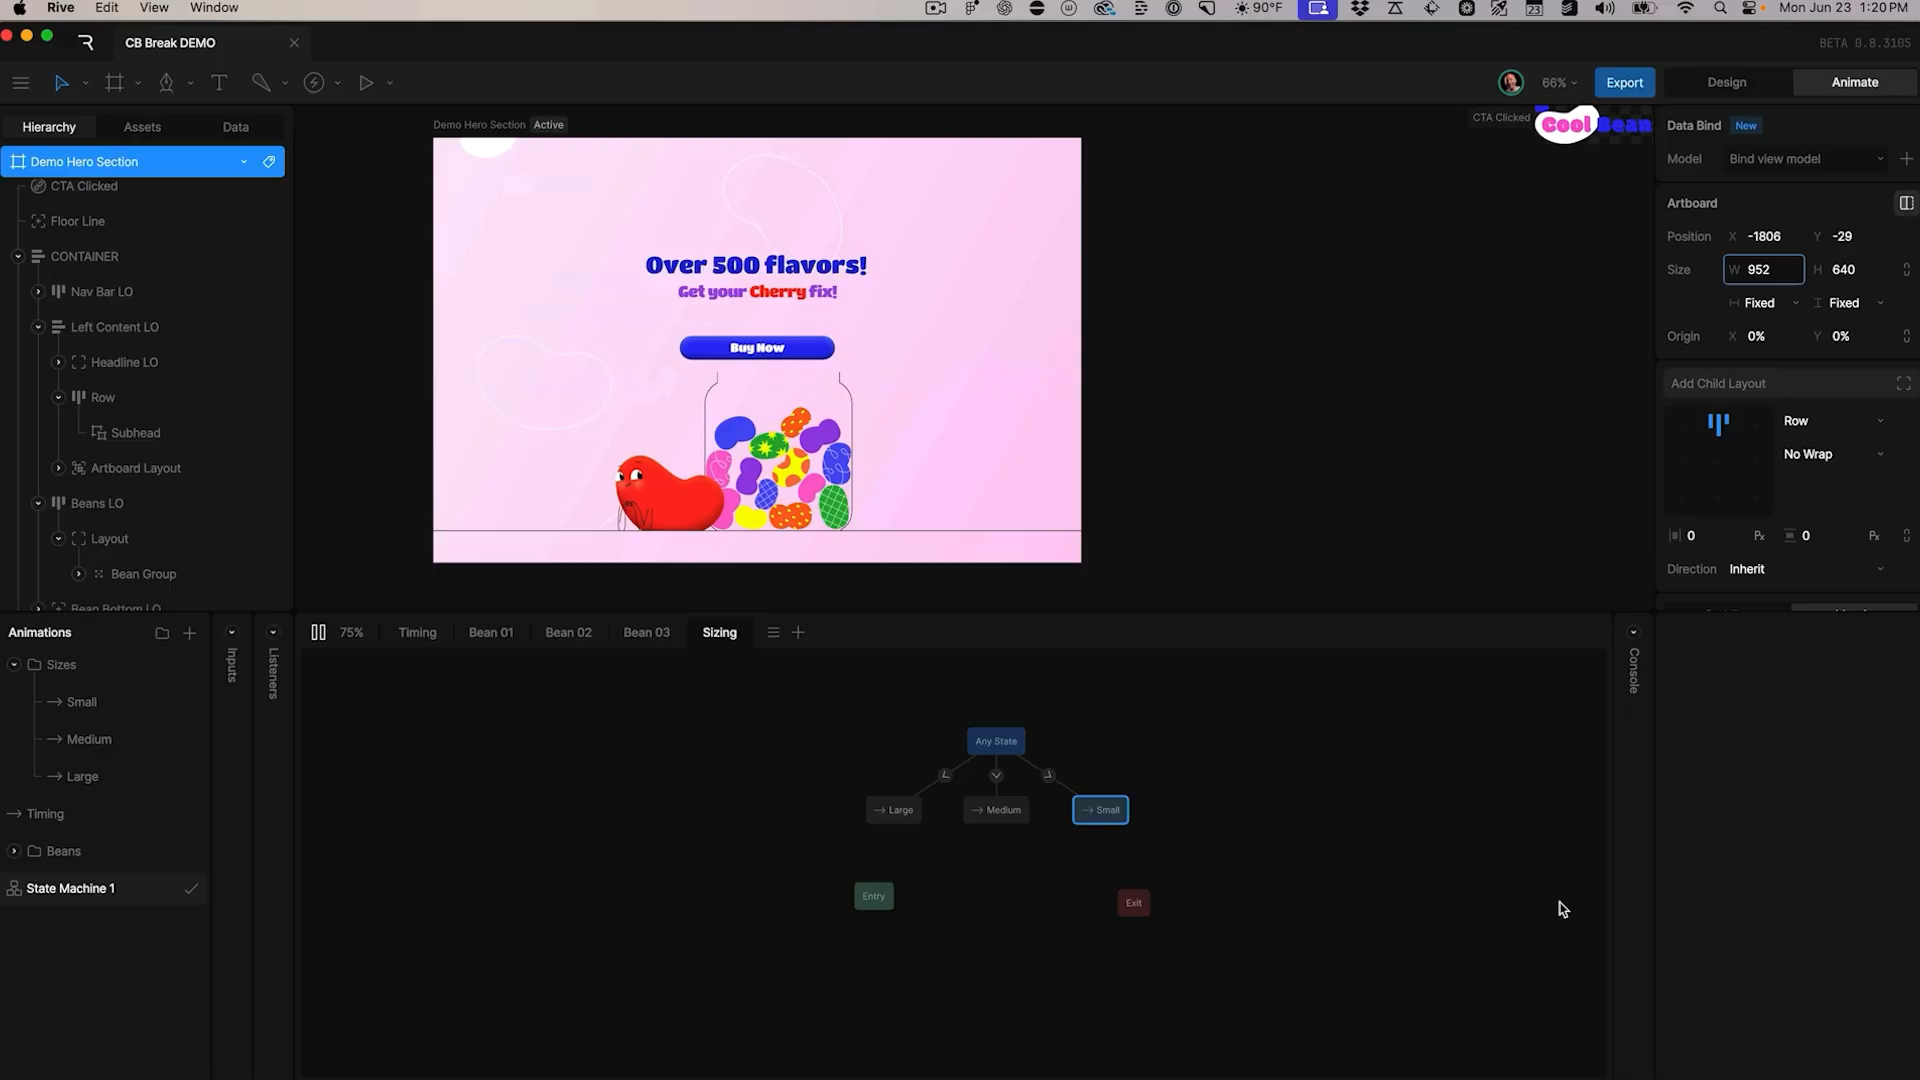 Rive Edit View Window 90°F 23 Mon Jun 23 1:20 PM
CB Break DEMO
BETA 0.8.3105
T
66%
Export
Design
Animate
Hierarchy
Assets
Data
Demo Hero Section
CTA Clicked
Floor Line
CONTAINER
Nav Bar LO
Left Content LO
Headline LO
Row
Subhead
Artboard Layout
Beans LO
Layout
Bean Group
Bean Bottom LO
Demo Hero Section Active
Over 500 flavors!
Get your Cherry fix!
Buy Now
CTA Clicked
Cool Bean
Data Bind New
Model Bind view model
Artboard
Position X -1806 Y -29
Size W 952 H 640
Fixed Fixed
Origin X 0% Y 0%
Add Child Layout
Row
No Wrap
0 Px 0 Px
Direction Inherit
Animations
Sizes
Small
Medium
Large
Timing
Beans
State Machine 1
Inputs
Listeners
75%
Timing
Bean 01
Bean 02
Bean 03
Sizing
Any State
Large
Medium
Small
Entry
Exit
Console